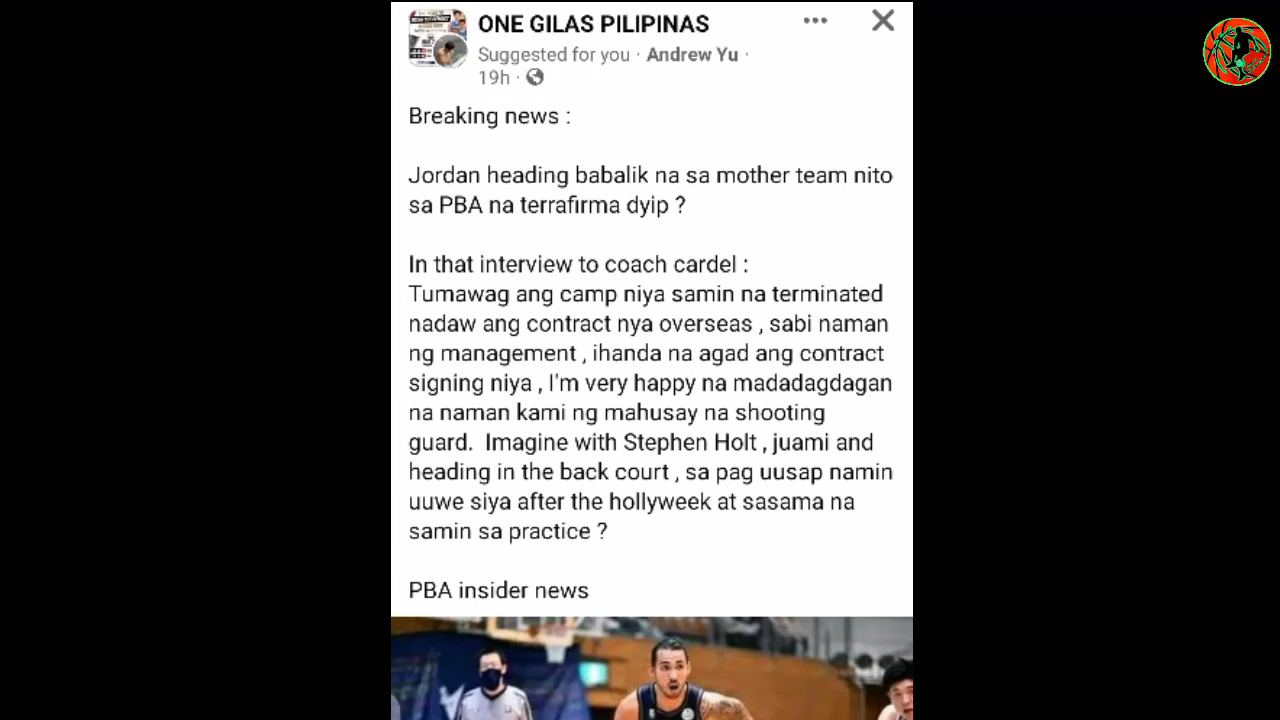 ONE GILAS PILIPINAS
Suggested for you · Andrew Yu ·
19h ·
Breaking news :
Jordan heading babalik na sa mother team nito
sa PBA na terrafirma dyip ?
In that interview to coach cardel :
Tumawag ang camp niya samin na terminated
nadaw ang contract nya overseas , sabi naman
ng management , ihanda na agad ang contract
signing niya , I'm very happy na madadagdagan
na naman kami ng mahusay na shooting
guard.  Imagine with Stephen Holt , juami and
heading in the back court , sa pag uusap namin
uuwe siya after the hollyweek at sasama na
samin sa practice ?
PBA insider news